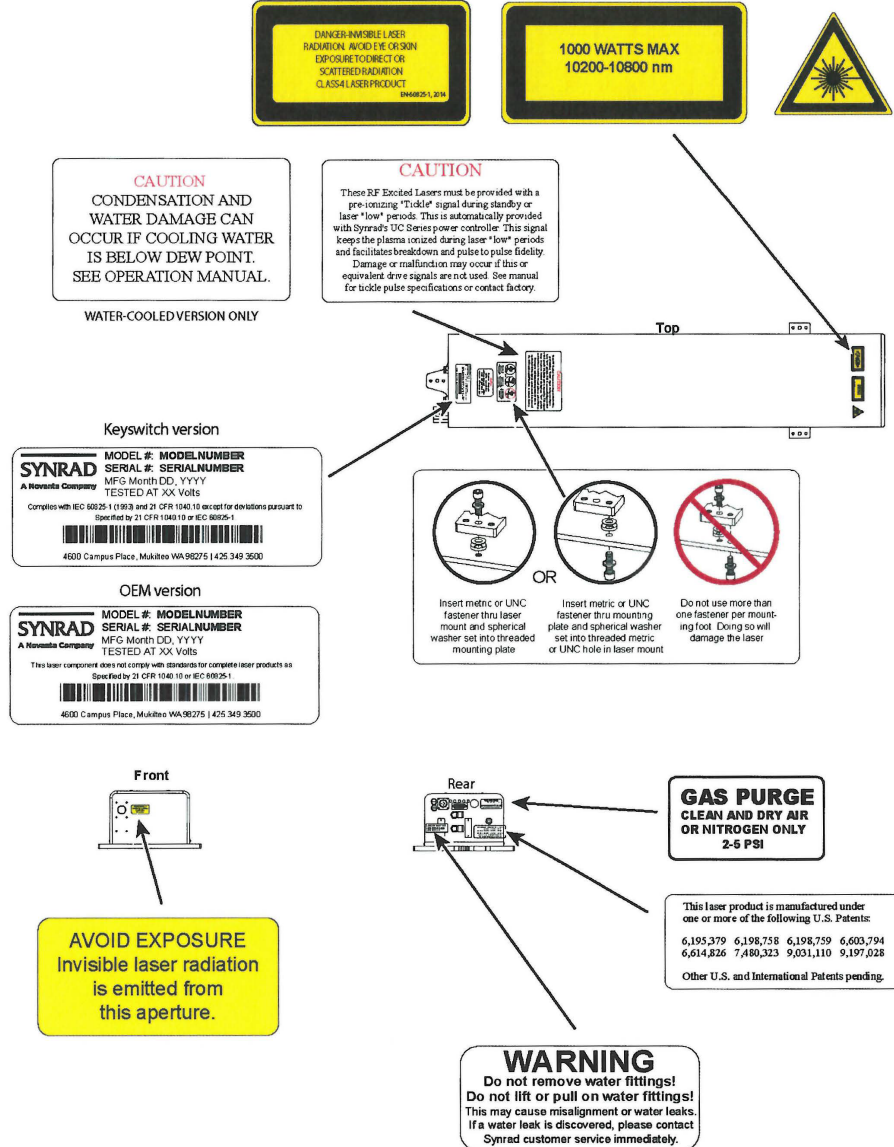 DANGER-INVISIBLE LASER
RADIATION. AVOID EYE OR SKIN
EXPOSURE TO DIRECT OR
SCATTERED RADIATION
CLASS 4 LASER PRODUCT
EN-60825-1, 2014
1000 WATTS MAX
10200-10800 nm
CAUTION
CONDENSATION AND
WATER DAMAGE CAN
OCCUR IF COOLING WATER
IS BELOW DEW POINT.
SEE OPERATION MANUAL.
WATER-COOLED VERSION ONLY
CAUTION
These RF Excited Lasers must be provided with a
pre-ionizing "Tickle" signal during standby or
laser "low" periods. This is automatically provided
with Synrad's UC Series power controller This signal
keeps the plasma ionized during laser "low" periods
and facilitates breakdown and pulse to pulse fidelity.
Damage or malfunction may occur if this or
equivalent drive signals are not used. See manual
for tickle pulse specifications or contact factory.
Top
Keyswitch version
SYNRAD
A Novanta Company
MODEL #: MODELNUMBER
SERIAL #: SERIALNUMBER
MFG Month DD, YYYY
TESTED AT XX Volts
Complies with IEC 60825-1 (1993) and 21 CFR 1040.10 except for deviations pursuant to
Specified by 21 CFR 1040.10 or IEC 60825-1
4600 Campus Place, Mukilteo WA 98275 | 425 349 3500
OEM version
SYNRAD
A Novanta Company
MODEL #: MODELNUMBER
SERIAL #: SERIALNUMBER
MFG Month DD, YYYY
TESTED AT XX Volts
This laser component does not comply with standards for complete laser products as
Specified by 21 CFR 1040.10 or IEC 60825-1.
4600 Campus Place, Mukilteo WA 98275 | 425 349 3500
OR
Insert metric or UNC
fastener thru laser
mount and spherical
washer set into threaded
mounting plate
Insert metric or UNC
fastener thru mounting
plate and spherical washer
set into threaded metric
or UNC hole in laser mount
Do not use more than
one fastener per mount-
ing foot Doing so will
damage the laser
Front
AVOID EXPOSURE
Invisible laser radiation
is emitted from
this aperture.
Rear
GAS PURGE
CLEAN AND DRY AIR
OR NITROGEN ONLY
2-5 PSI
This laser product is manufactured under
one or more of the following U.S. Patents:
6,195,379 6,198,758 6,198,759 6,603,794
6,614,826 7,480,323 9,031,110 9,197,028
Other U.S. and International Patents pending.
WARNING
Do not remove water fittings!
Do not lift or pull on water fittings!
This may cause misalignment or water leaks.
If a water leak is discovered, please contact
Synrad customer service immediately.